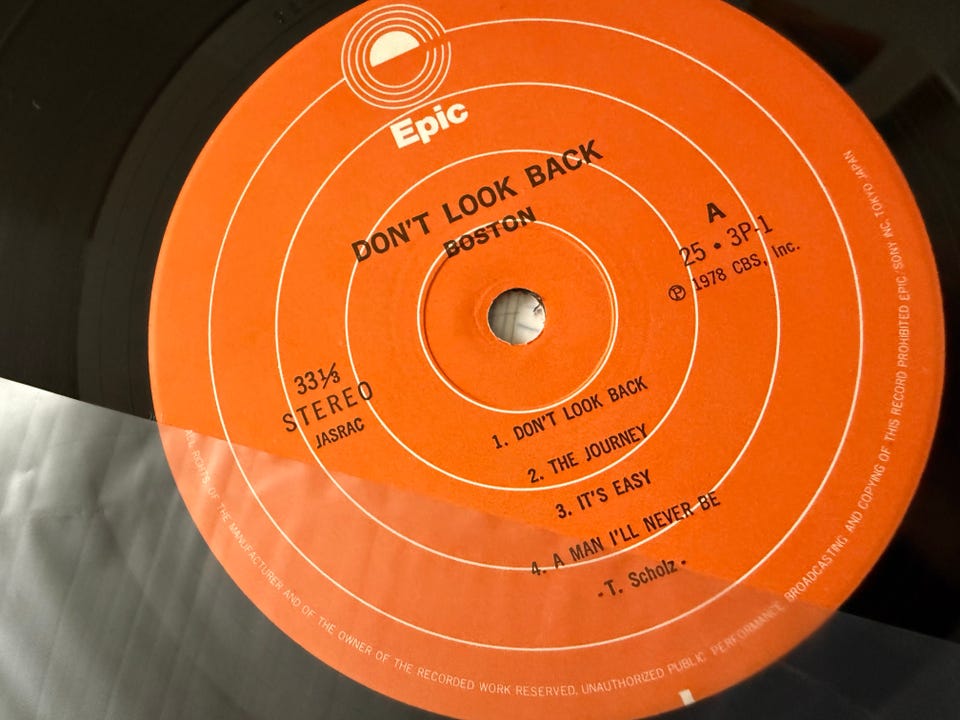 Epic
DON'T LOOK BACK
BOSTON
A
25・3P-1
Ⓟ 1978 CBS, Inc.
33⅓
STEREO
JASRAC
1. DON'T LOOK BACK
2. THE JOURNEY
3. IT'S EASY
4. A MAN I'LL NEVER BE
-T. Scholz-
RIGHTS OF THE MANUFACTURER AND OF THE OWNER OF THE RECORDED WORK RESERVED. UNAUTHORIZED PUBLIC PERFORMANCE BROADCASTING AND COPYING OF THIS RECORD PROHIBITED EPIC/SONY INC. TOKYO JAPAN